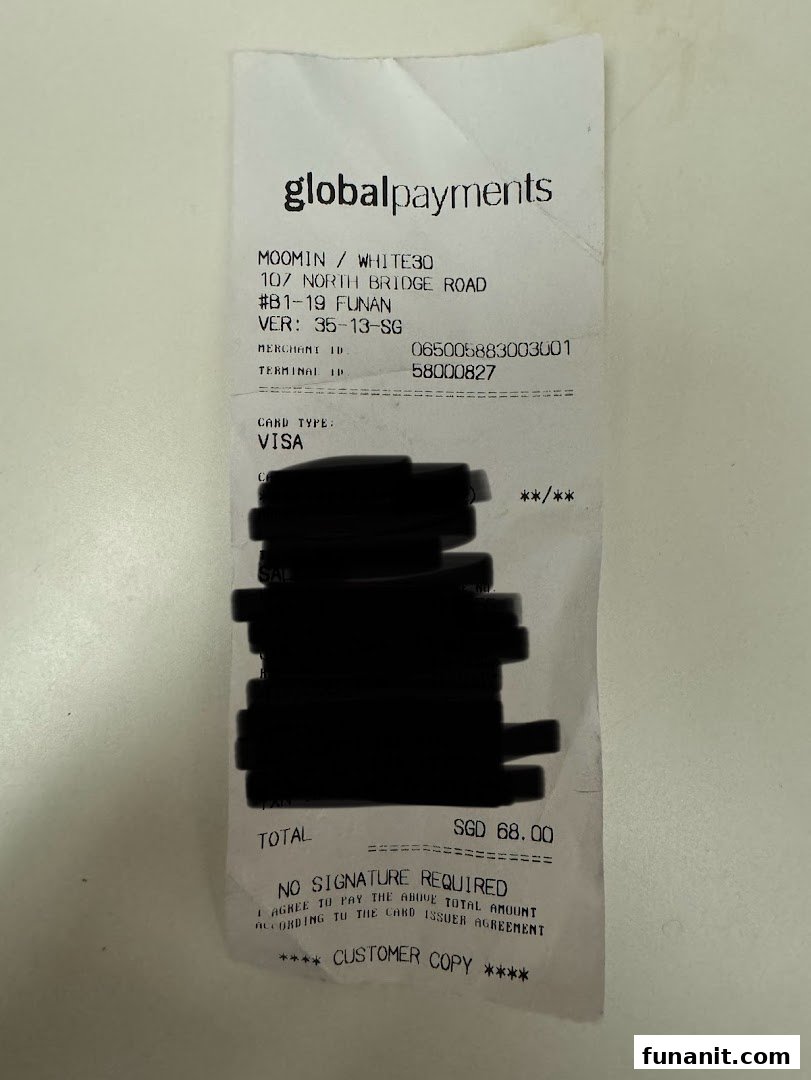 globalpayments
MOOMIN / WHITE30
107 NORTH BRIDGE ROAD
#B1-19 FUNAN
VER: 35-13-SG
MERCHANT ID: 065005883003001
TERMINAL ID: 58000827
================================
CARD TYPE:
VISA
**/**
SAL
TOTAL SGD 68.00
==================
NO SIGNATURE REQUIRED
I AGREE TO PAY THE ABOVE TOTAL AMOUNT
ACCORDING TO THE CARD ISSUER AGREEMENT
**** CUSTOMER COPY ****
funanit.com